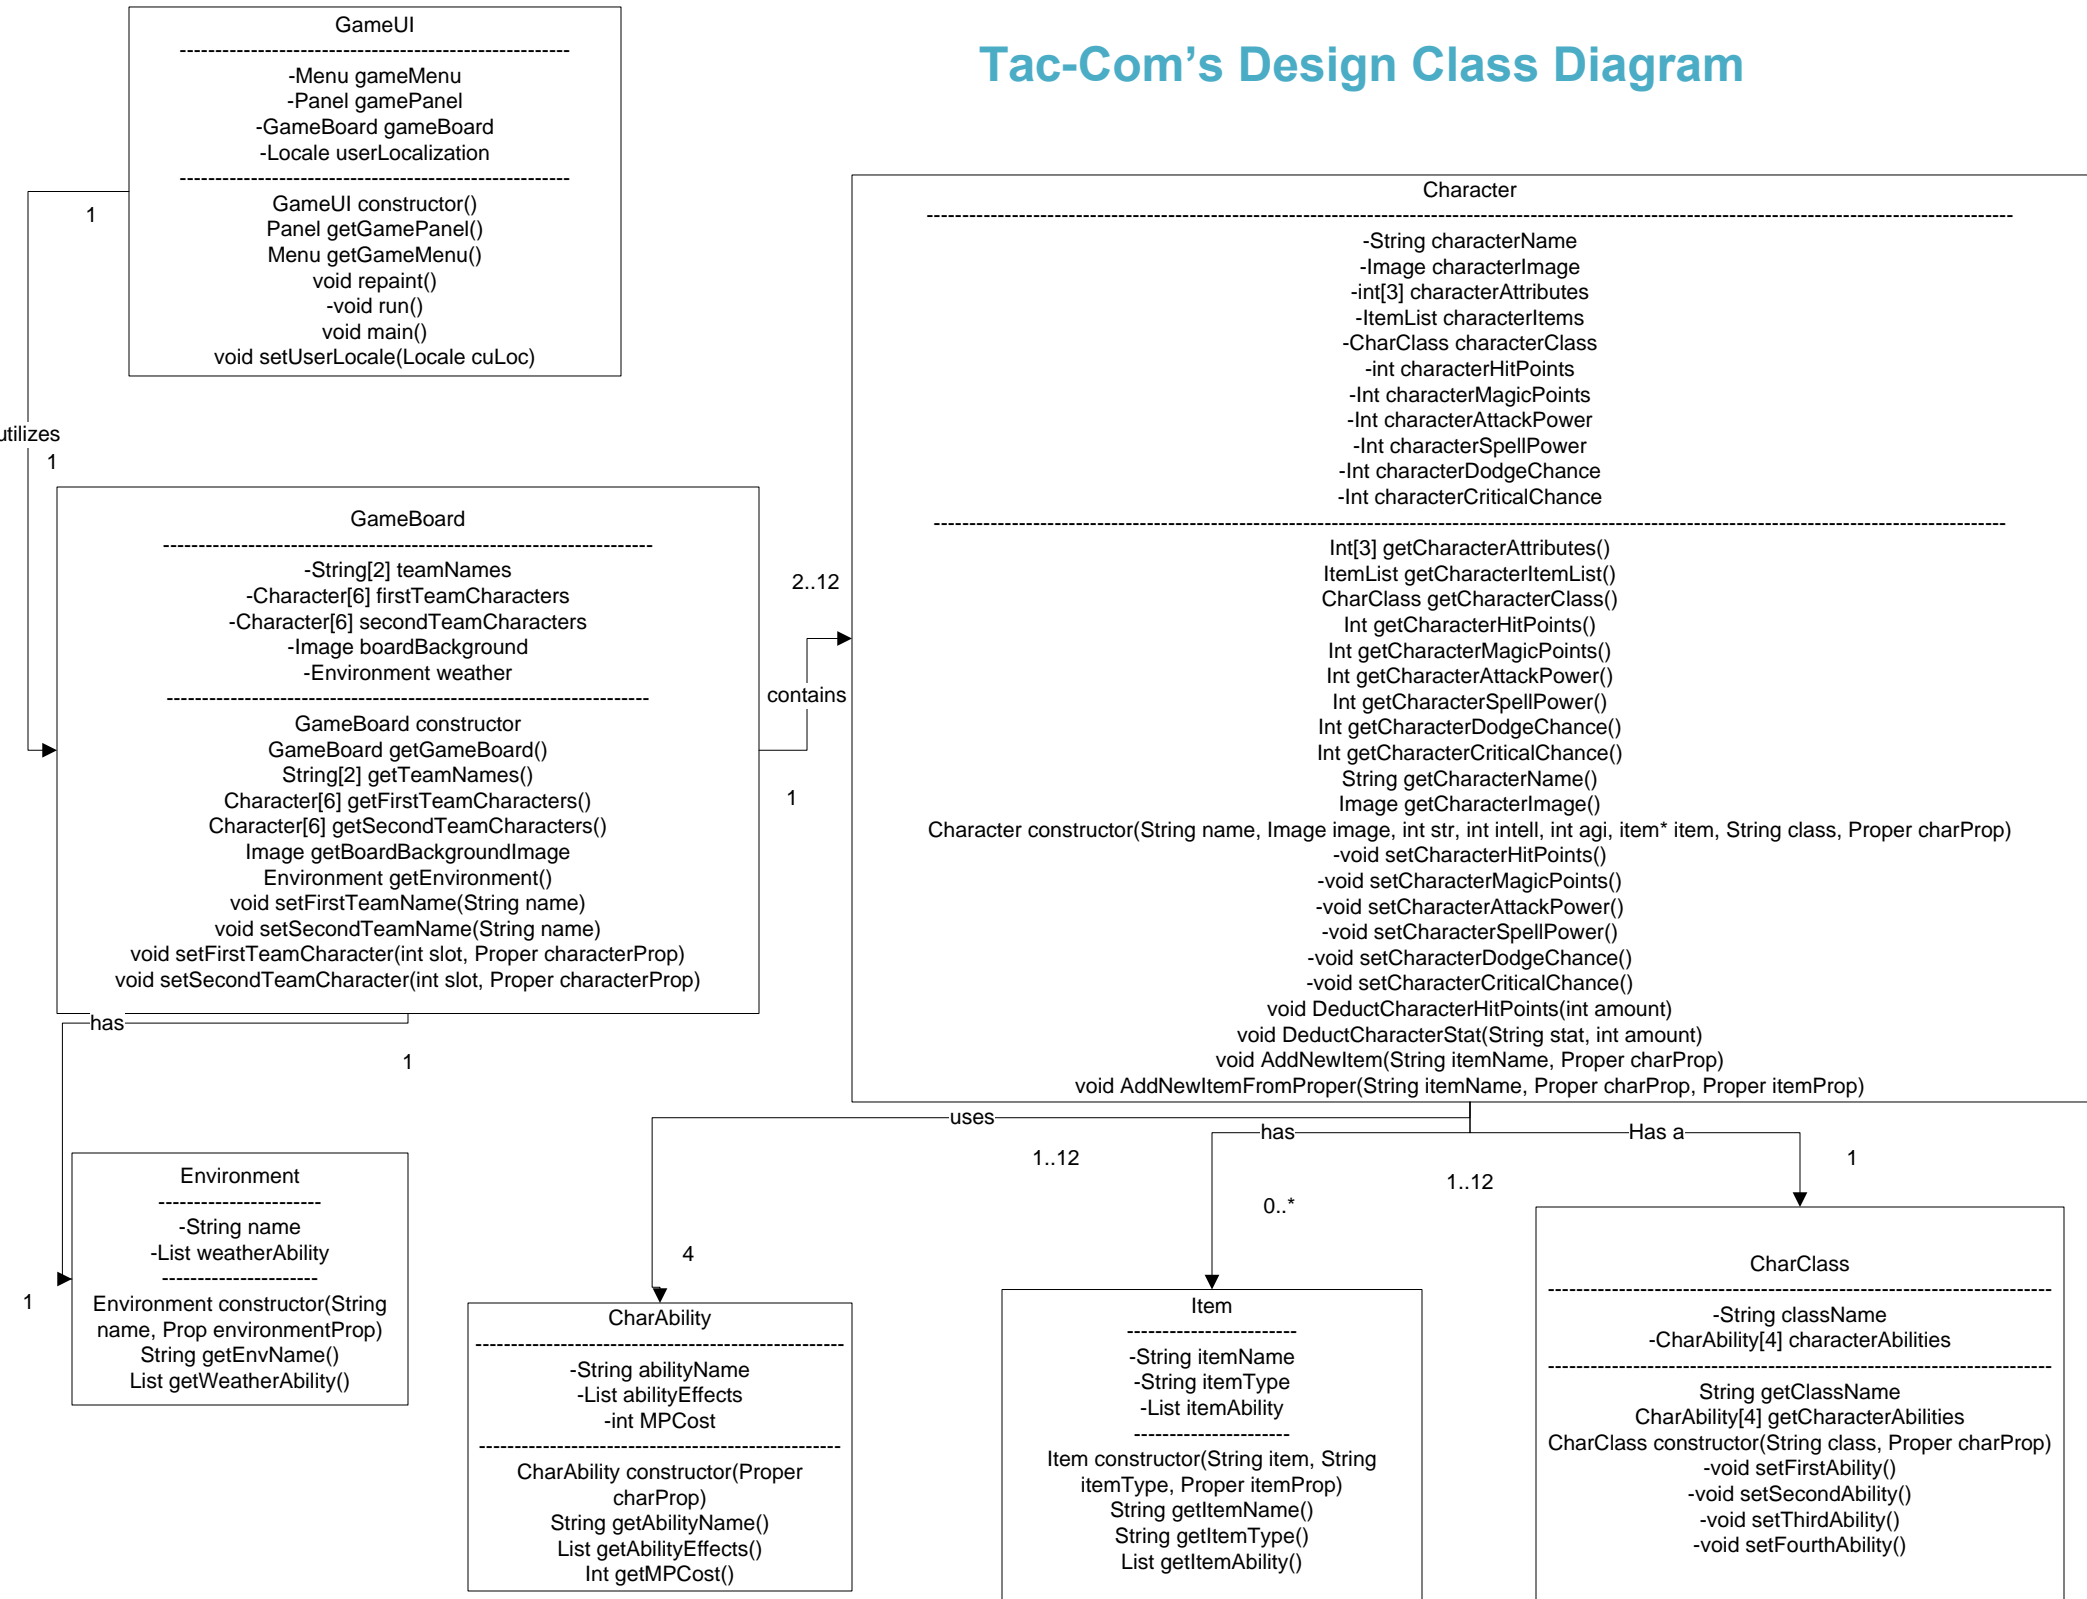 Tac-Com’s Design Class Diagram
GameUI
-Menu gameMenu
-Panel gamePanel
-GameBoard gameBoard
-Locale userLocalization
GameUI constructor()
Panel getGamePanel()
Menu getGameMenu()
void repaint()
-void run()
void main()
void setUserLocale(Locale cuLoc)
1
utilizes
1
GameBoard
-String[2] teamNames
-Character[6] firstTeamCharacters
-Character[6] secondTeamCharacters
-Image boardBackground
-Environment weather
GameBoard constructor
GameBoard getGameBoard()
String[2] getTeamNames()
Character[6] getFirstTeamCharacters()
Character[6] getSecondTeamCharacters()
Image getBoardBackgroundImage
Environment getEnvironment()
void setFirstTeamName(String name)
void setSecondTeamName(String name)
void setFirstTeamCharacter(int slot, Proper characterProp)
void setSecondTeamCharacter(int slot, Proper characterProp)
2..12
contains
1
Character
-String characterName
-Image characterImage
-int[3] characterAttributes
-ItemList characterItems
-CharClass characterClass
-int characterHitPoints
-Int characterMagicPoints
-Int characterAttackPower
-Int characterSpellPower
-Int characterDodgeChance
-Int characterCriticalChance
Int[3] getCharacterAttributes()
ItemList getCharacterItemList()
CharClass getCharacterClass()
Int getCharacterHitPoints()
Int getCharacterMagicPoints()
Int getCharacterAttackPower()
Int getCharacterSpellPower()
Int getCharacterDodgeChance()
Int getCharacterCriticalChance()
String getCharacterName()
Image getCharacterImage()
Character constructor(String name, Image image, int str, int intell, int agi, item* item, String class, Proper charProp)
-void setCharacterHitPoints()
-void setCharacterMagicPoints()
-void setCharacterAttackPower()
-void setCharacterSpellPower()
-void setCharacterDodgeChance()
-void setCharacterCriticalChance()
void DeductCharacterHitPoints(int amount)
void DeductCharacterStat(String stat, int amount)
void AddNewItem(String itemName, Proper charProp)
void AddNewItemFromProper(String itemName, Proper charProp, Proper itemProp)
has
1
1
Environment
-String name
-List weatherAbility
Environment constructor(String
name, Prop environmentProp)
String getEnvName()
List getWeatherAbility()
uses
1..12
4
CharAbility
-String abilityName
-List abilityEffects
-int MPCost
CharAbility constructor(Proper
charProp)
String getAbilityName()
List getAbilityEffects()
Int getMPCost()
has
1..12
0..*
Item
-String itemName
-String itemType
-List itemAbility
Item constructor(String item, String
itemType, Proper itemProp)
String getItemName()
String getItemType()
List getItemAbility()
Has a
1
CharClass
-String className
-CharAbility[4] characterAbilities
String getClassName
CharAbility[4] getCharacterAbilities
CharClass constructor(String class, Proper charProp)
-void setFirstAbility()
-void setSecondAbility()
-void setThirdAbility()
-void setFourthAbility()